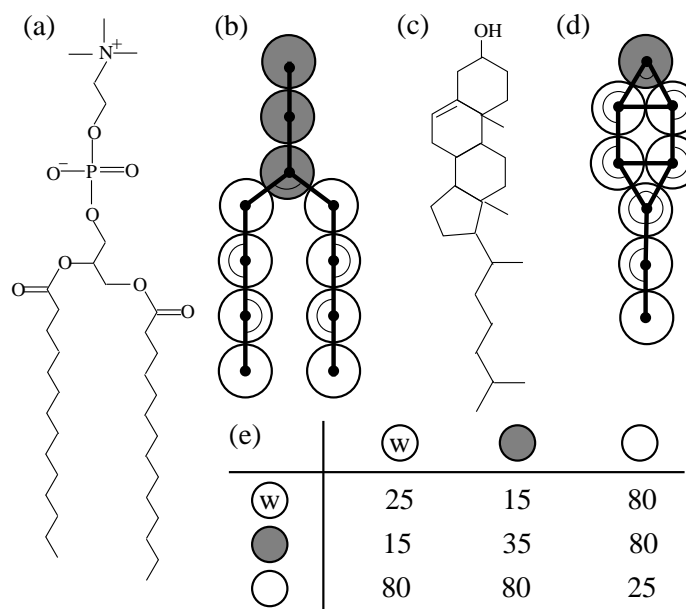 (a)
N+
O
O− P O
O
O O
O O
(b)
(c)
OH
(d)
(e)
w
w 25 15 80
15 35 80
80 80 25